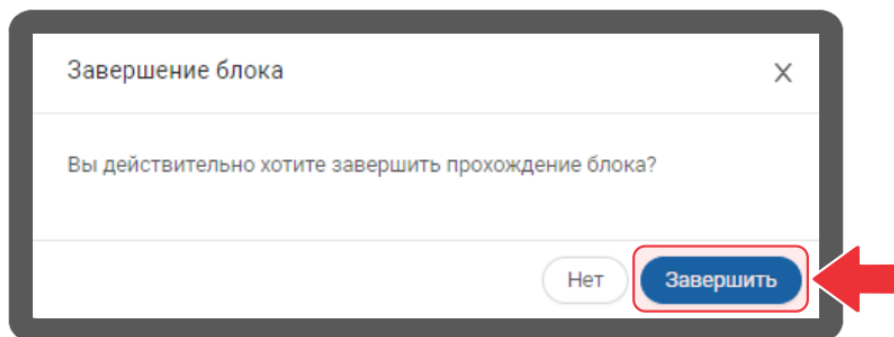 Завершение блока
Вы действительно хотите завершить прохождение блока?
Нет
Завершить